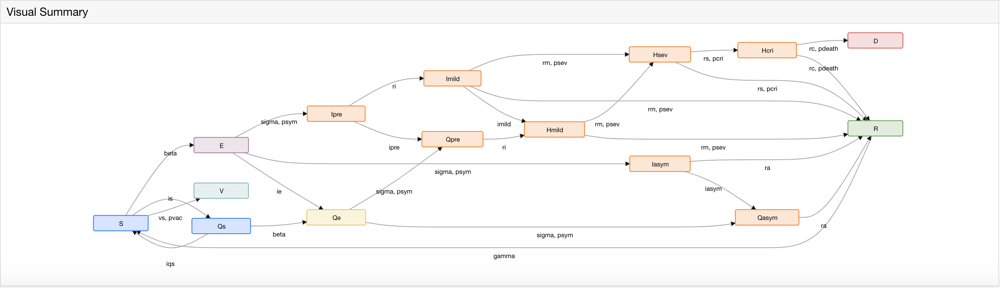 Visual Summary
D
rc, pdeath
Hcri
Hsev
rs, pcri
rm, psev
rc, pdeath
Imild
ri
rs, pcri
rm, psev
Ipre
sigma, psym
imild
rm, psev
Hmild
R
Qpre
E
ipre
ri
rm, psev
beta
Iasym
ra
sigma, psym
iasym
V
ie
sigma, psym
is
vs, pvac
Qe
Qasym
S
Qs
ra
beta
sigma, psym
gamma
iqs